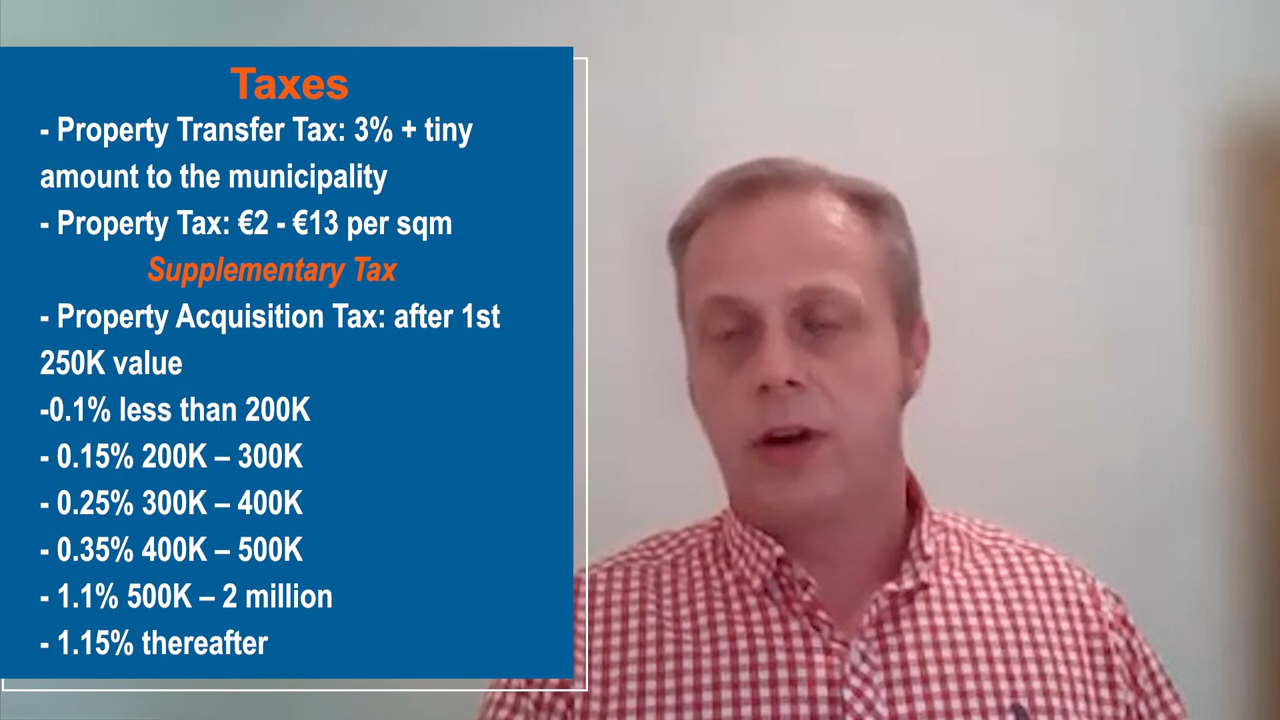 Taxes
- Property Transfer Tax: 3% + tiny
amount to the municipality
- Property Tax: €2 - €13 per sqm
Supplementary Tax
- Property Acquisition Tax: after 1st
250K value
-0.1% less than 200K
- 0.15% 200K – 300K
- 0.25% 300K – 400K
- 0.35% 400K – 500K
- 1.1% 500K – 2 million
- 1.15% thereafter